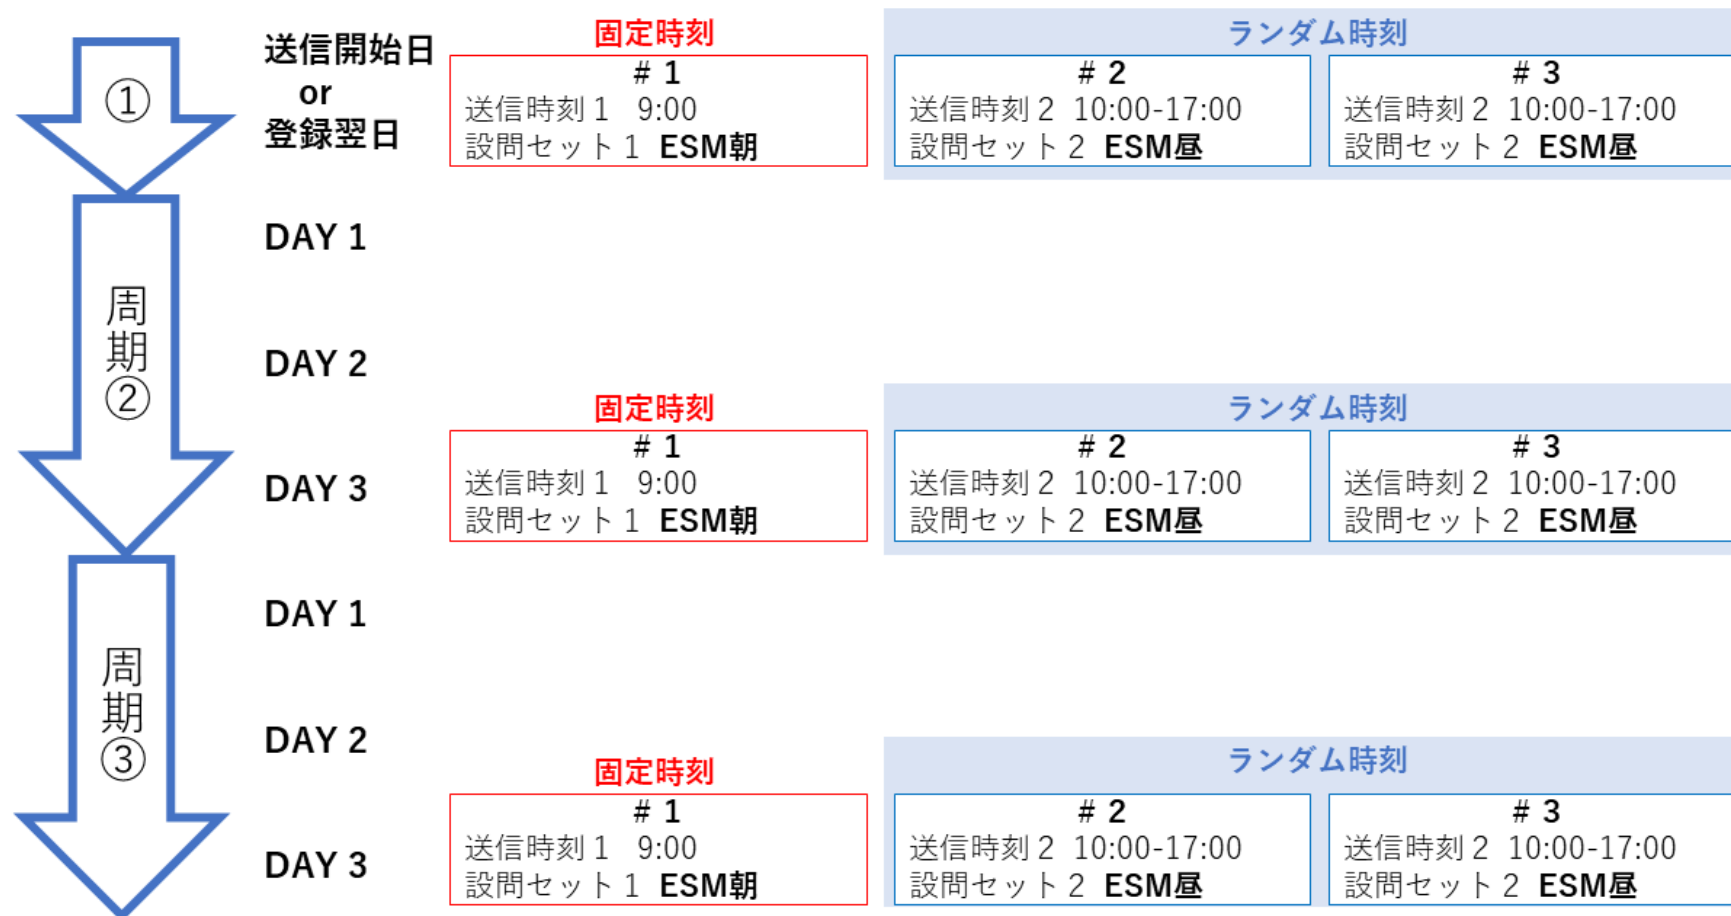 ①
送信開始日
or
登録翌日
固定時刻
# 1
送信時刻1 9:00
設問セット1 ESM朝
ランダム時刻
# 2
送信時刻2 10:00-17:00
設問セット2 ESM昼
# 3
送信時刻2 10:00-17:00
設問セット2 ESM昼
周期②
DAY 1
DAY 2
DAY 3
固定時刻
# 1
送信時刻1 9:00
設問セット1 ESM朝
ランダム時刻
# 2
送信時刻2 10:00-17:00
設問セット2 ESM昼
# 3
送信時刻2 10:00-17:00
設問セット2 ESM昼
周期③
DAY 1
DAY 2
DAY 3
固定時刻
# 1
送信時刻1 9:00
設問セット1 ESM朝
ランダム時刻
# 2
送信時刻2 10:00-17:00
設問セット2 ESM昼
# 3
送信時刻2 10:00-17:00
設問セット2 ESM昼